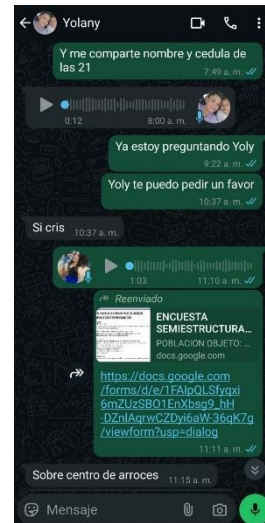 Yolany
Y me comparte nombre y cedula de
las 21
7:49 a. m.
0:12
8:00 a. m.
Ya estoy preguntando Yoly
9:22 a. m.
Yoly te puedo pedir un favor
10:37 a. m.
Si cris
10:37 a. m.
1:03
11:10 a. m.
Reenviado
ENCUESTA
SEMIESTRUCTURA...
POBLACION OBJETO: ...
docs.google.com
https://docs.google.com
/forms/d/e/1FAIpQLSfyqxi
6mZUzSBO1EnXbsg9_hH
-DZnIAqrwCZDyi6aW-36qK7g
/viewform?usp=dialog
11:11 a. m.
Sobre centro de arroces
11:15 a. m.
Mensaje